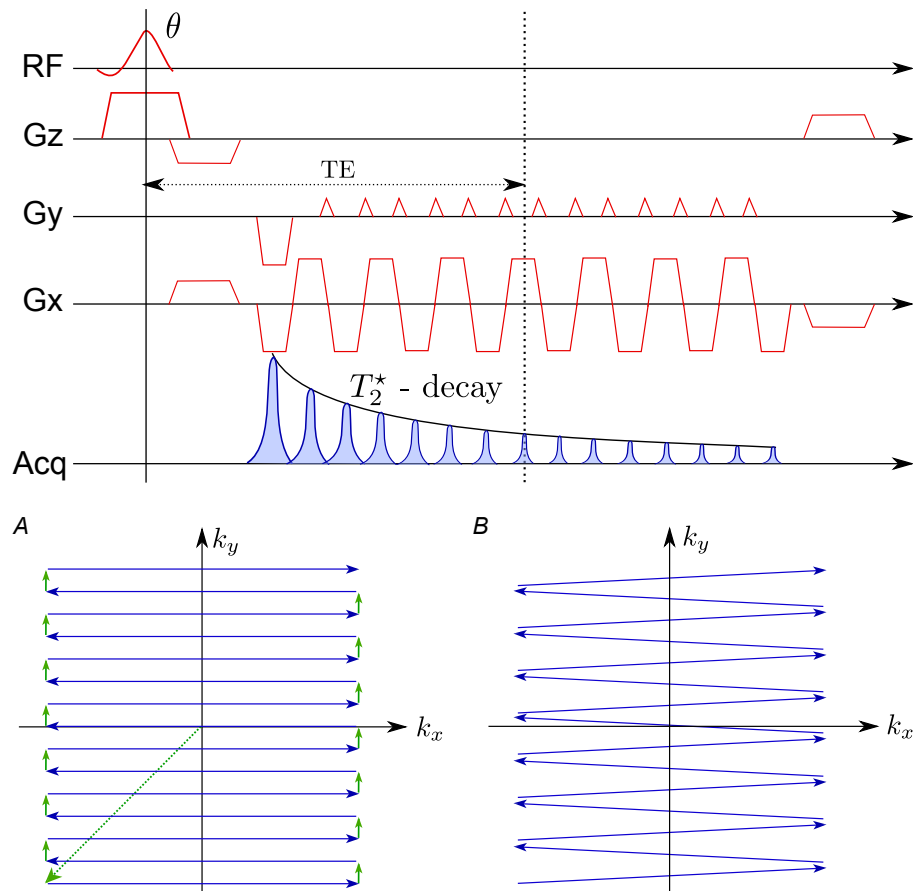 θ
RF
Gz
TE
Gy
Gx
T₂* - decay
Acq
A
k_y
B
k_y
k_x
k_x